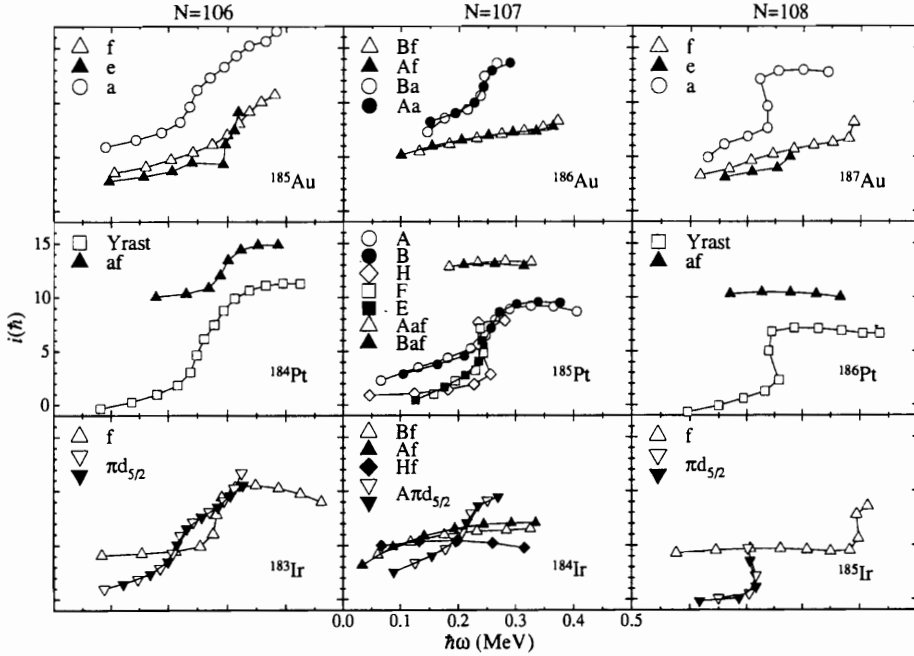 N=106
N=107
N=108
f
e
a
¹⁸⁵Au
Bf
Af
Ba
Aa
¹⁸⁶Au
f
e
a
¹⁸⁷Au
Yrast
af
¹⁸⁴Pt
15
10
5
0
i(ℏ)
A
B
H
F
E
Aaf
Baf
¹⁸⁵Pt
Yrast
af
¹⁸⁶Pt
f
πd₅/₂
¹⁸³Ir
Bf
Af
Hf
Aπd₅/₂
¹⁸⁴Ir
f
πd₅/₂
¹⁸⁵Ir
0.0 0.1 0.2 0.3 0.4 0.5
ℏω (MeV)